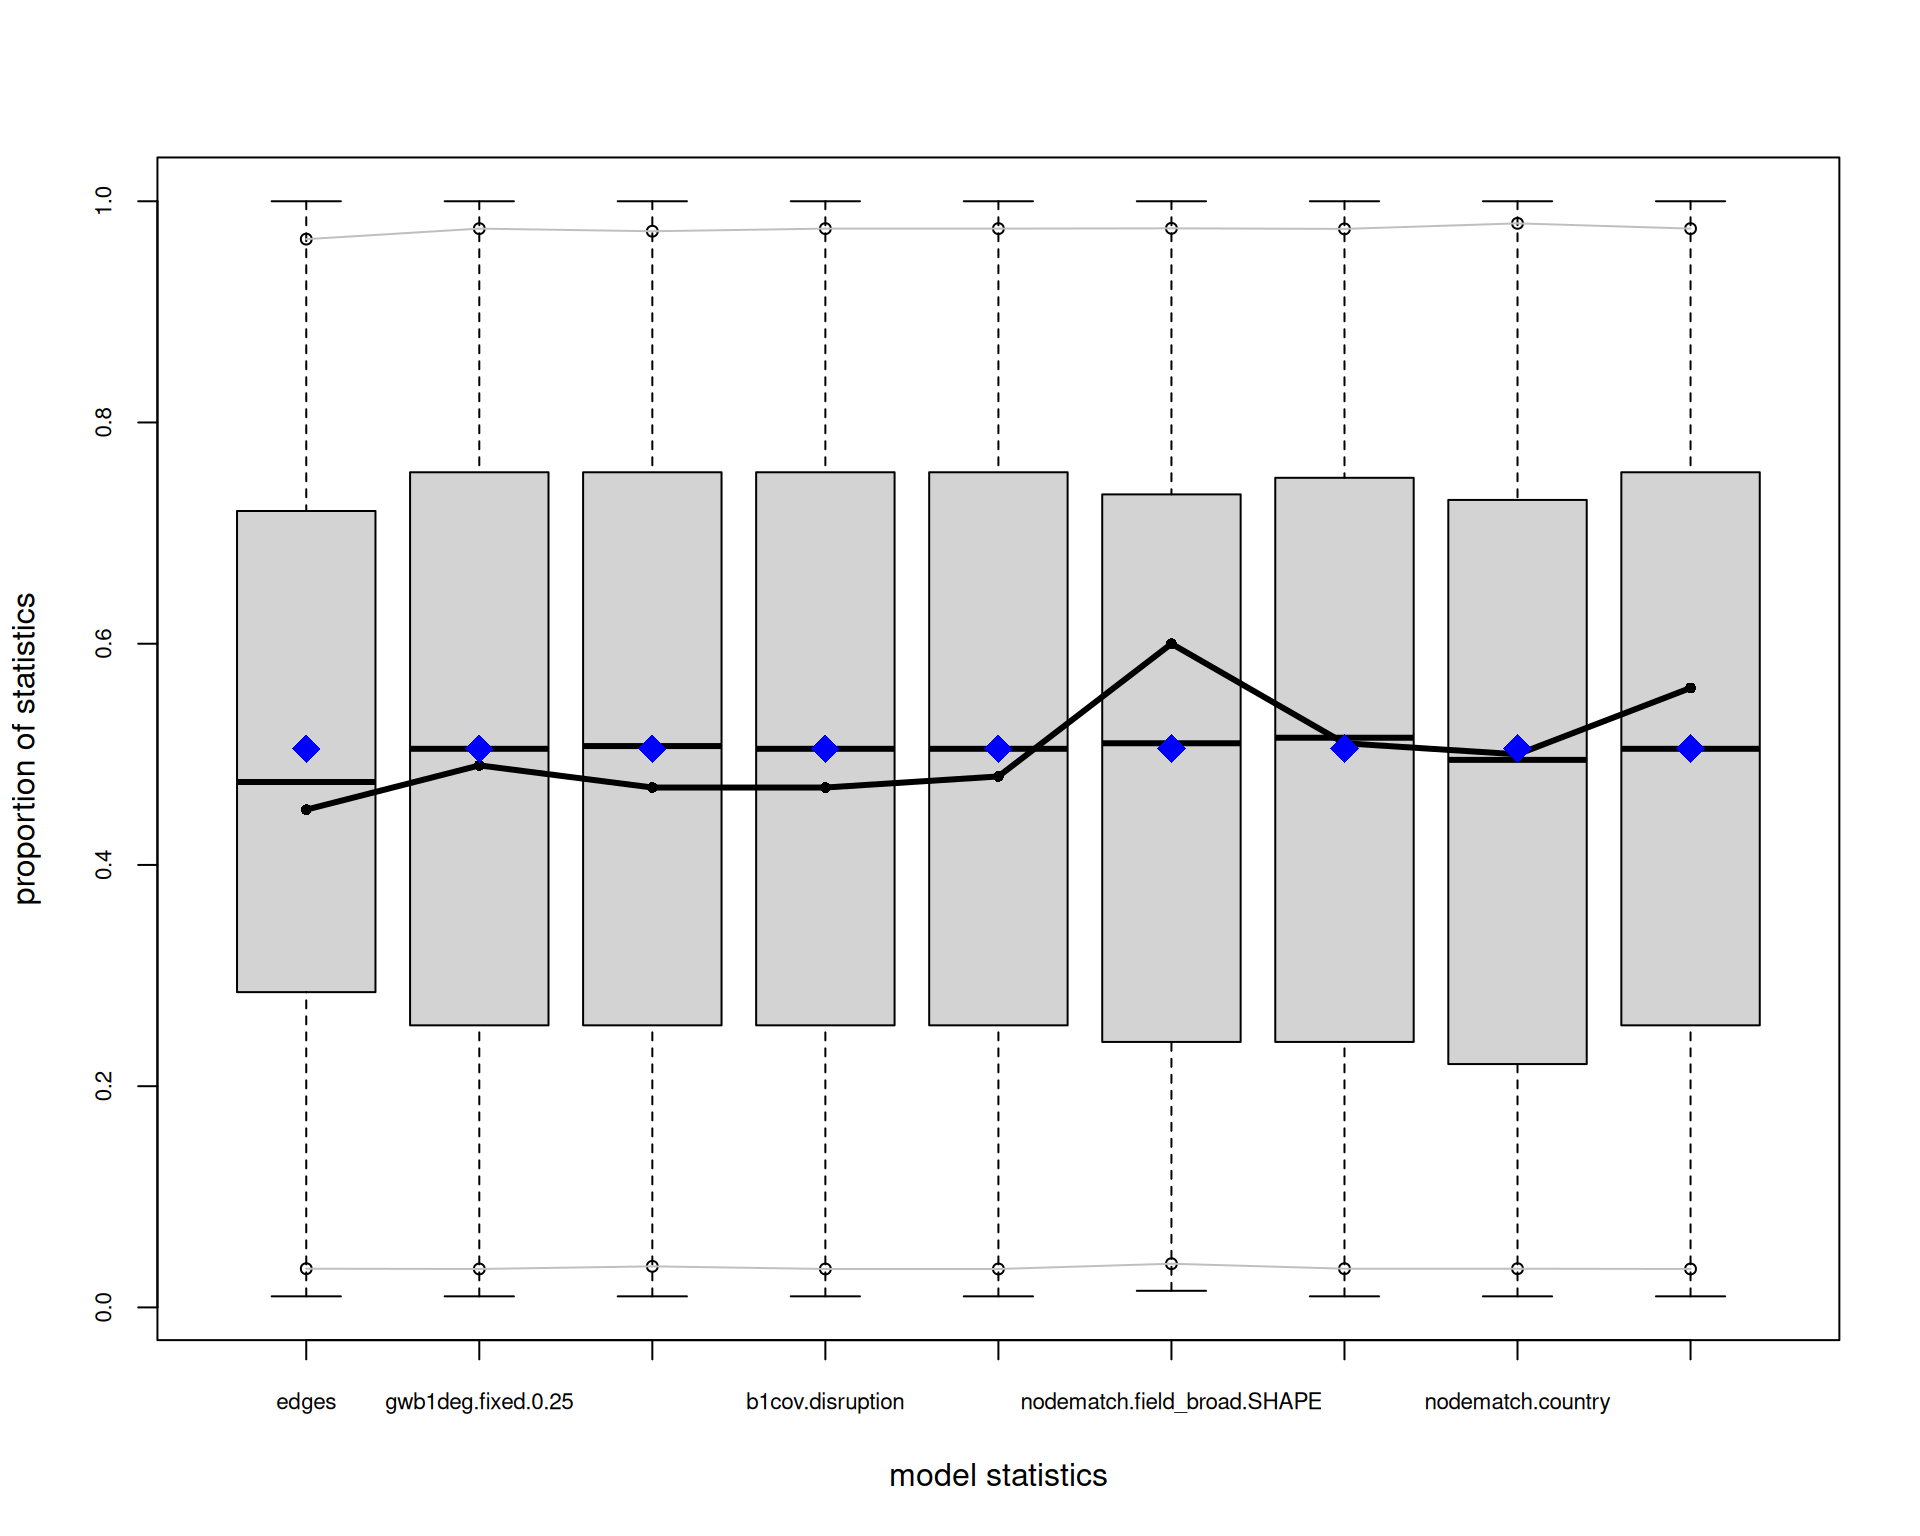 proportion of statistics
1.0
0.8
0.6
0.4
0.2
0.0
edges gwb1deg.fixed.0.25 b1cov.disruption nodematch.field_broad.SHAPE nodematch.country
model statistics